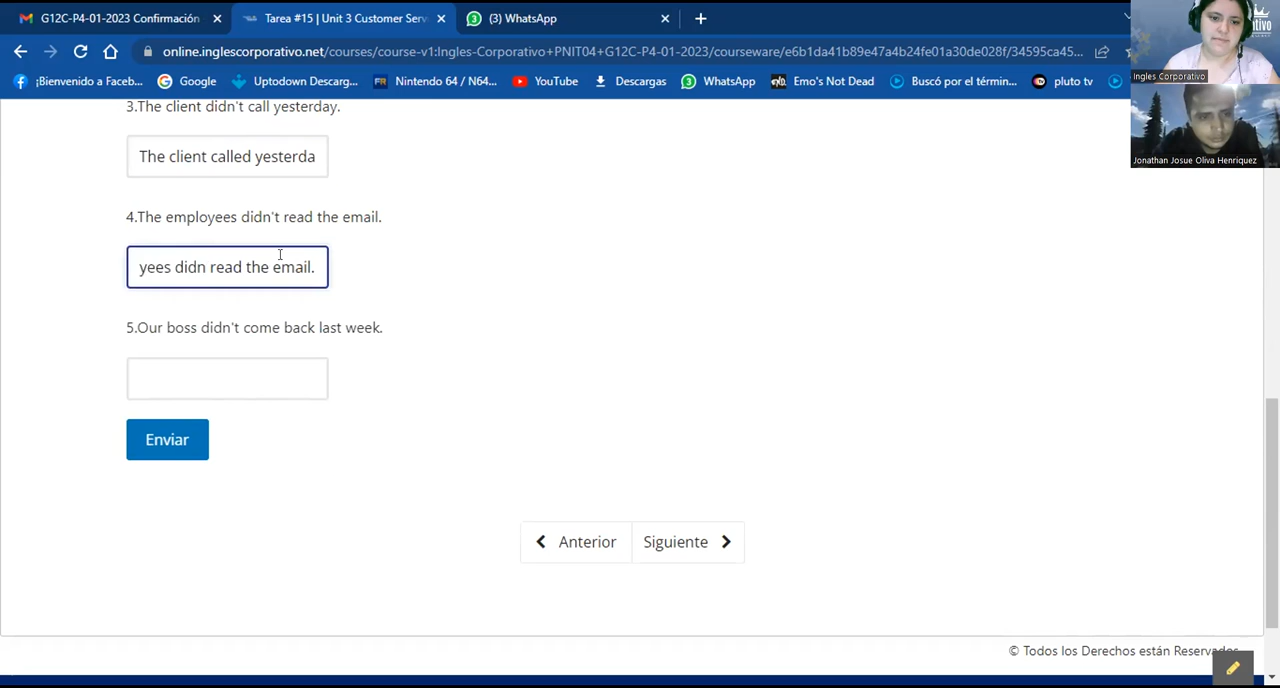 G12C-P4-01-2023 Confirmación
Tarea #15 | Unit 3 Customer Serv
(3) WhatsApp
online.inglescorporativo.net/courses/course-v1:Ingles-Corporativo+PNIT04+G12C-P4-01-2023/courseware/e6b1da41b89e47a4b24fe01a30de028f/34595ca45...
¡Bienvenido a Faceb...
Google
Uptodown Descarg...
Nintendo 64 / N64...
YouTube
Descargas
WhatsApp
Emo's Not Dead
Buscó por el términ...
pluto tv
Ingles Corporativo
Jonathan Josue Oliva Henriquez
3.The client didn't call yesterday.
The client called yesterda
4.The employees didn't read the email.
yees didn read the email.
5.Our boss didn't come back last week.
Enviar
Anterior
Siguiente
© Todos los Derechos están Reservados.